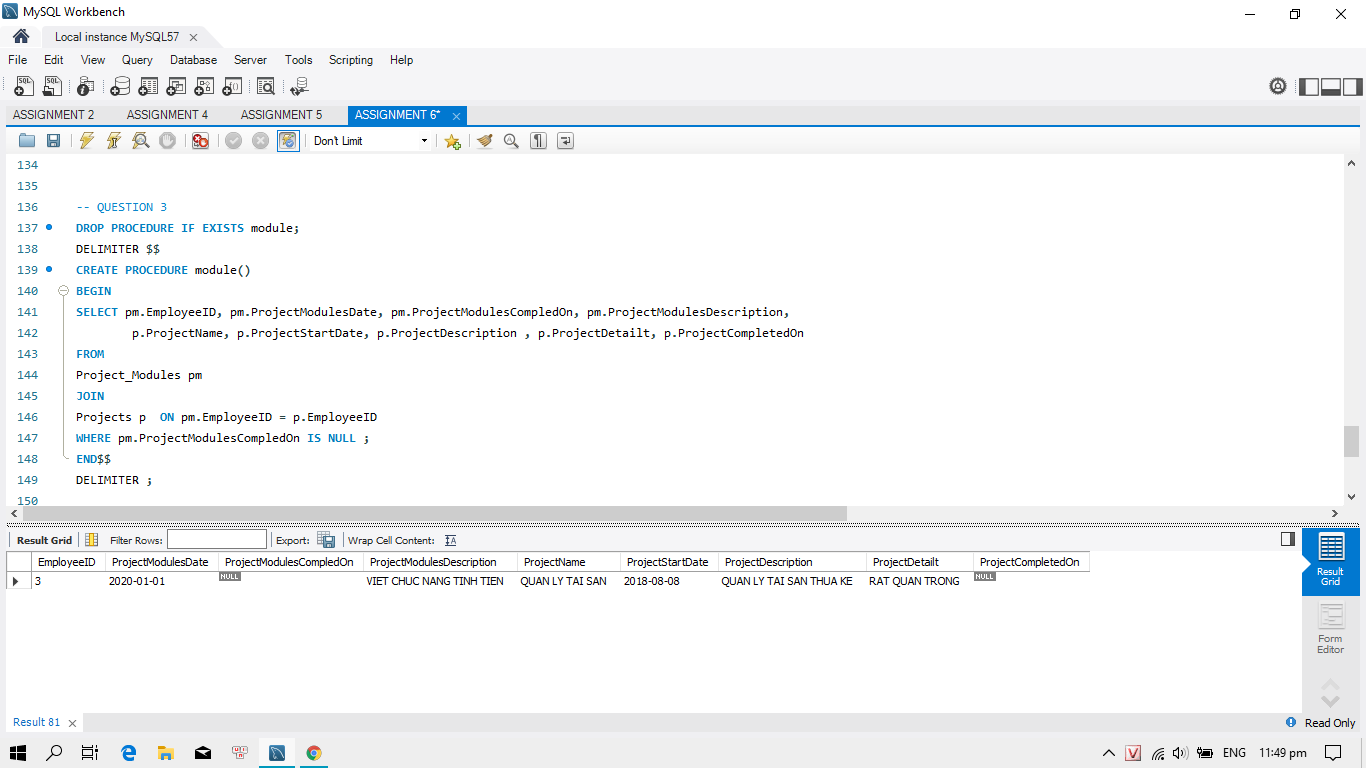 MySQL Workbench
Local instance MySQL57
File Edit View Query Database Server Tools Scripting Help
ASSIGNMENT 2 ASSIGNMENT 4 ASSIGNMENT 5 ASSIGNMENT 6*
Don't Limit
134
135
136 -- QUESTION 3
137 DROP PROCEDURE IF EXISTS module;
138 DELIMITER $$
139 CREATE PROCEDURE module()
140 BEGIN
141 SELECT pm.EmployeeID, pm.ProjectModulesDate, pm.ProjectModulesCompledOn, pm.ProjectModulesDescription,
142 p.ProjectName, p.ProjectStartDate, p.ProjectDescription , p.ProjectDetailt, p.ProjectCompletedOn
143 FROM
144 Project_Modules pm
145 JOIN
146 Projects p ON pm.EmployeeID = p.EmployeeID
147 WHERE pm.ProjectModulesCompledOn IS NULL ;
148 END$$
149 DELIMITER ;
150
Result Grid Filter Rows: Export: Wrap Cell Content: IA
EmployeeID ProjectModulesDate ProjectModulesCompledOn ProjectModulesDescription ProjectName ProjectStartDate ProjectDescription ProjectDetailt ProjectCompletedOn
3 2020-01-01 NULL VIET CHUC NANG TINH TIEN QUAN LY TAI SAN 2018-08-08 QUAN LY TAI SAN THUA KE RAT QUAN TRONG NULL
Result
Grid
Form
Editor
Result 81
Read Only
ENG 11:49 pm